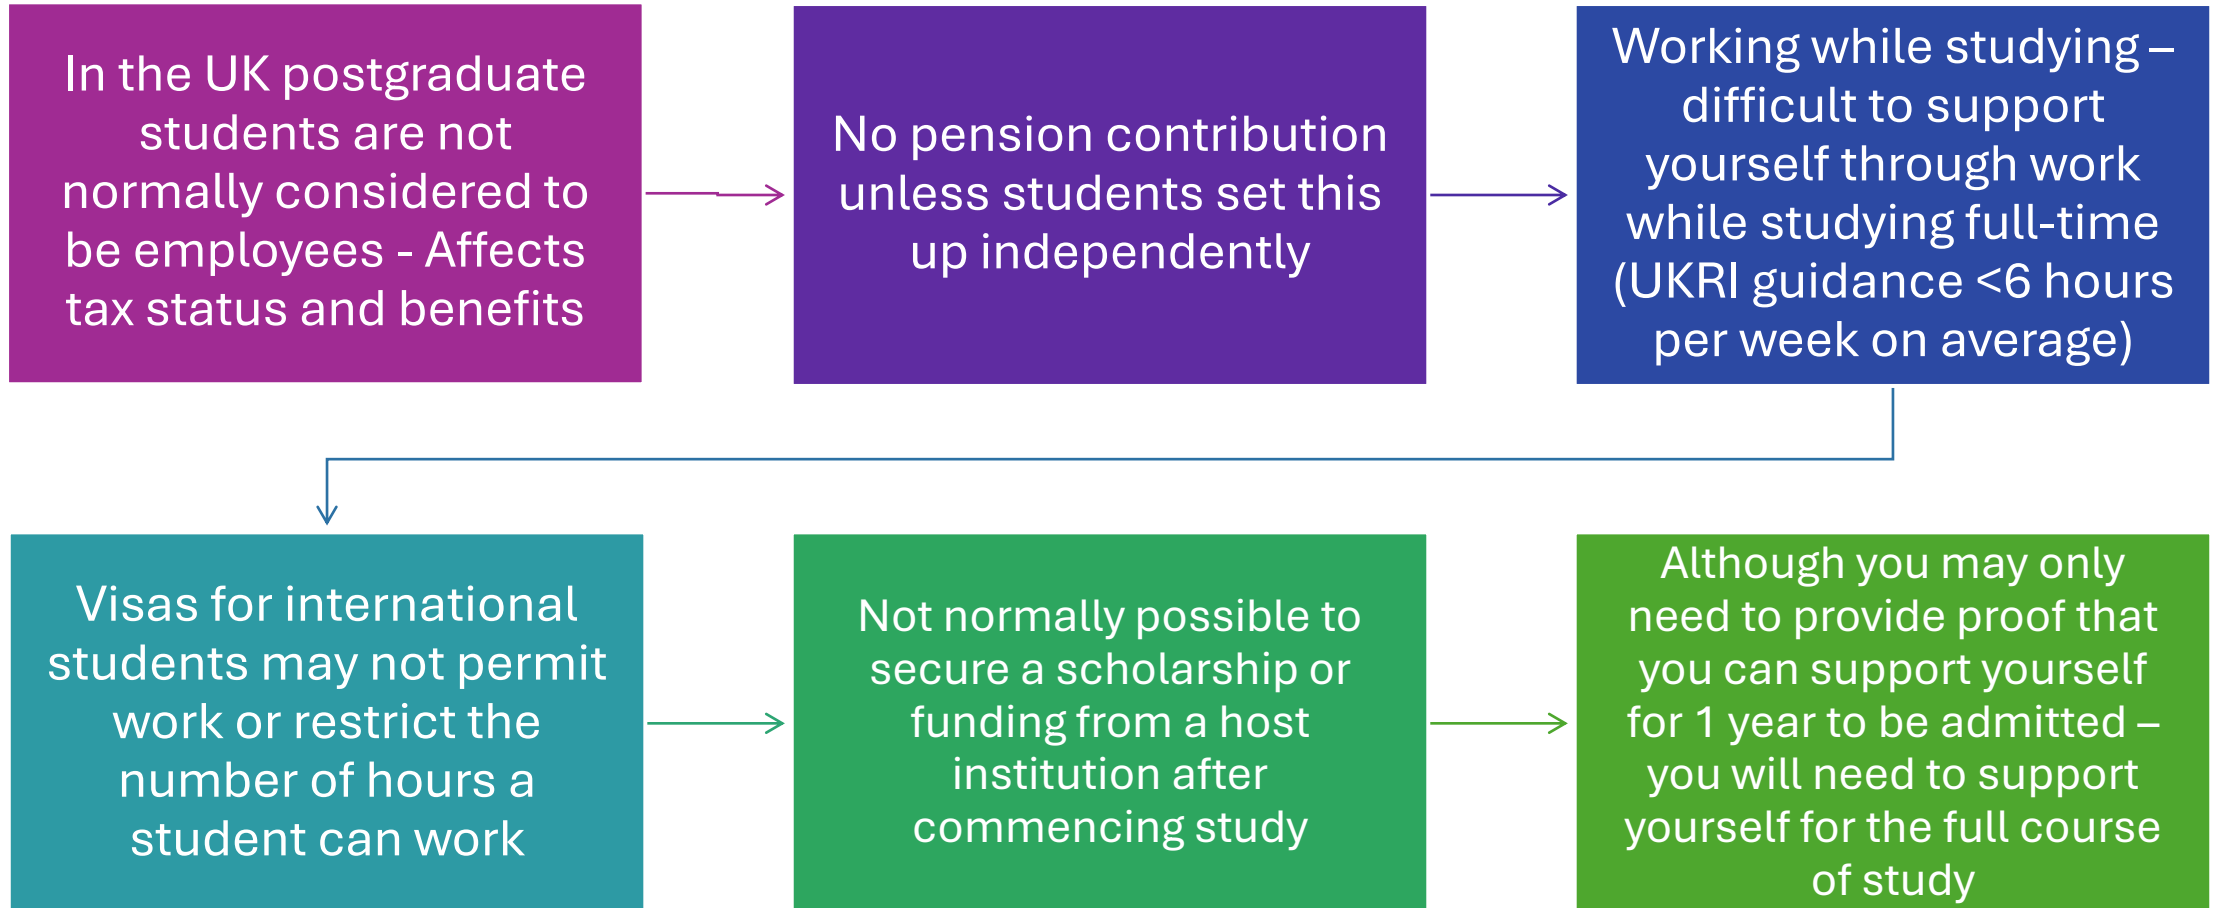 In the UK postgraduate
students are not
normally considered to
be employees - Affects
tax status and benefits
No pension contribution
unless students set this
up independently
Working while studying –
difficult to support
yourself through work
while studying full-time
(UKRI guidance <6 hours
per week on average)
Visas for international
students may not permit
work or restrict the
number of hours a
student can work
Not normally possible to
secure a scholarship or
funding from a host
institution after
commencing study
Although you may only
need to provide proof that
you can support yourself
for 1 year to be admitted –
you will need to support
yourself for the full course
of study